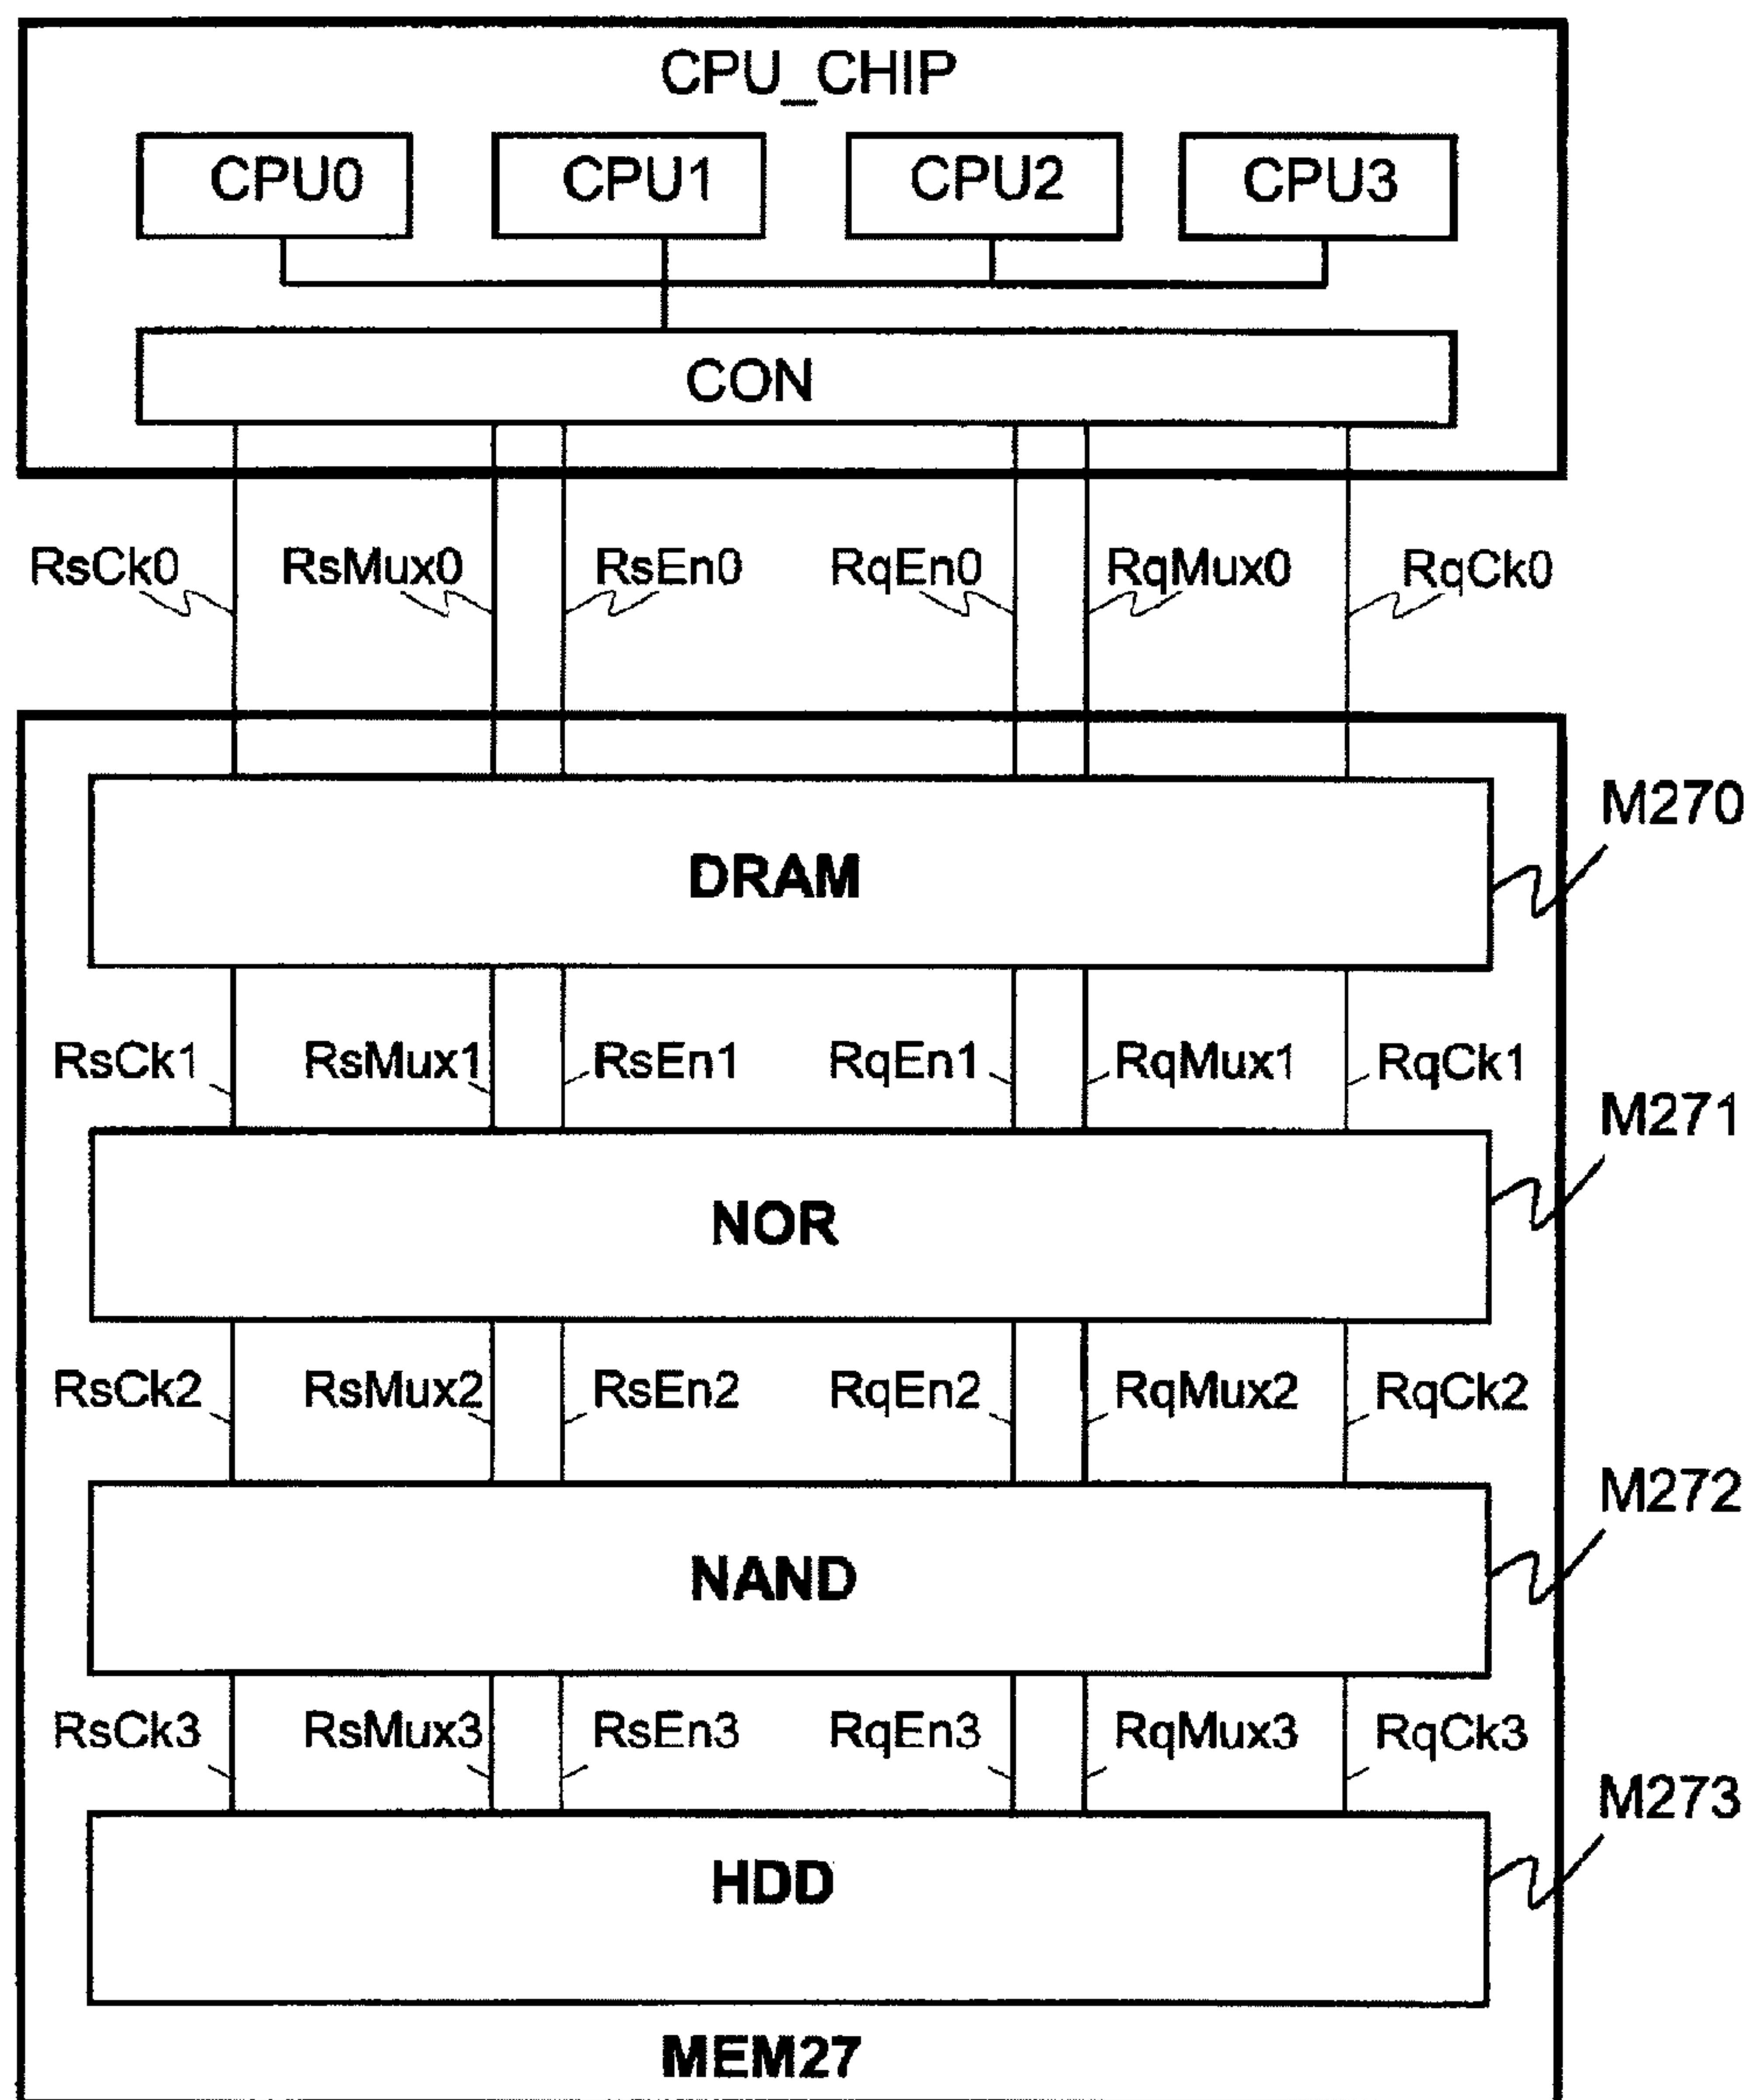 CPU_CHIP
CPU0 CPU1 CPU2 CPU3
CON
RsCk0 RsMux0 RsEn0 RqEn0 RqMux0 RqCk0
M270
DRAM
RsCk1 RsMux1 RsEn1 RqEn1 RqMux1 RqCk1
M271
NOR
RsCk2 RsMux2 RsEn2 RqEn2 RqMux2 RqCk2
M272
NAND
RsCk3 RsMux3 RsEn3 RqEn3 RqMux3 RqCk3
M273
HDD
MEM27